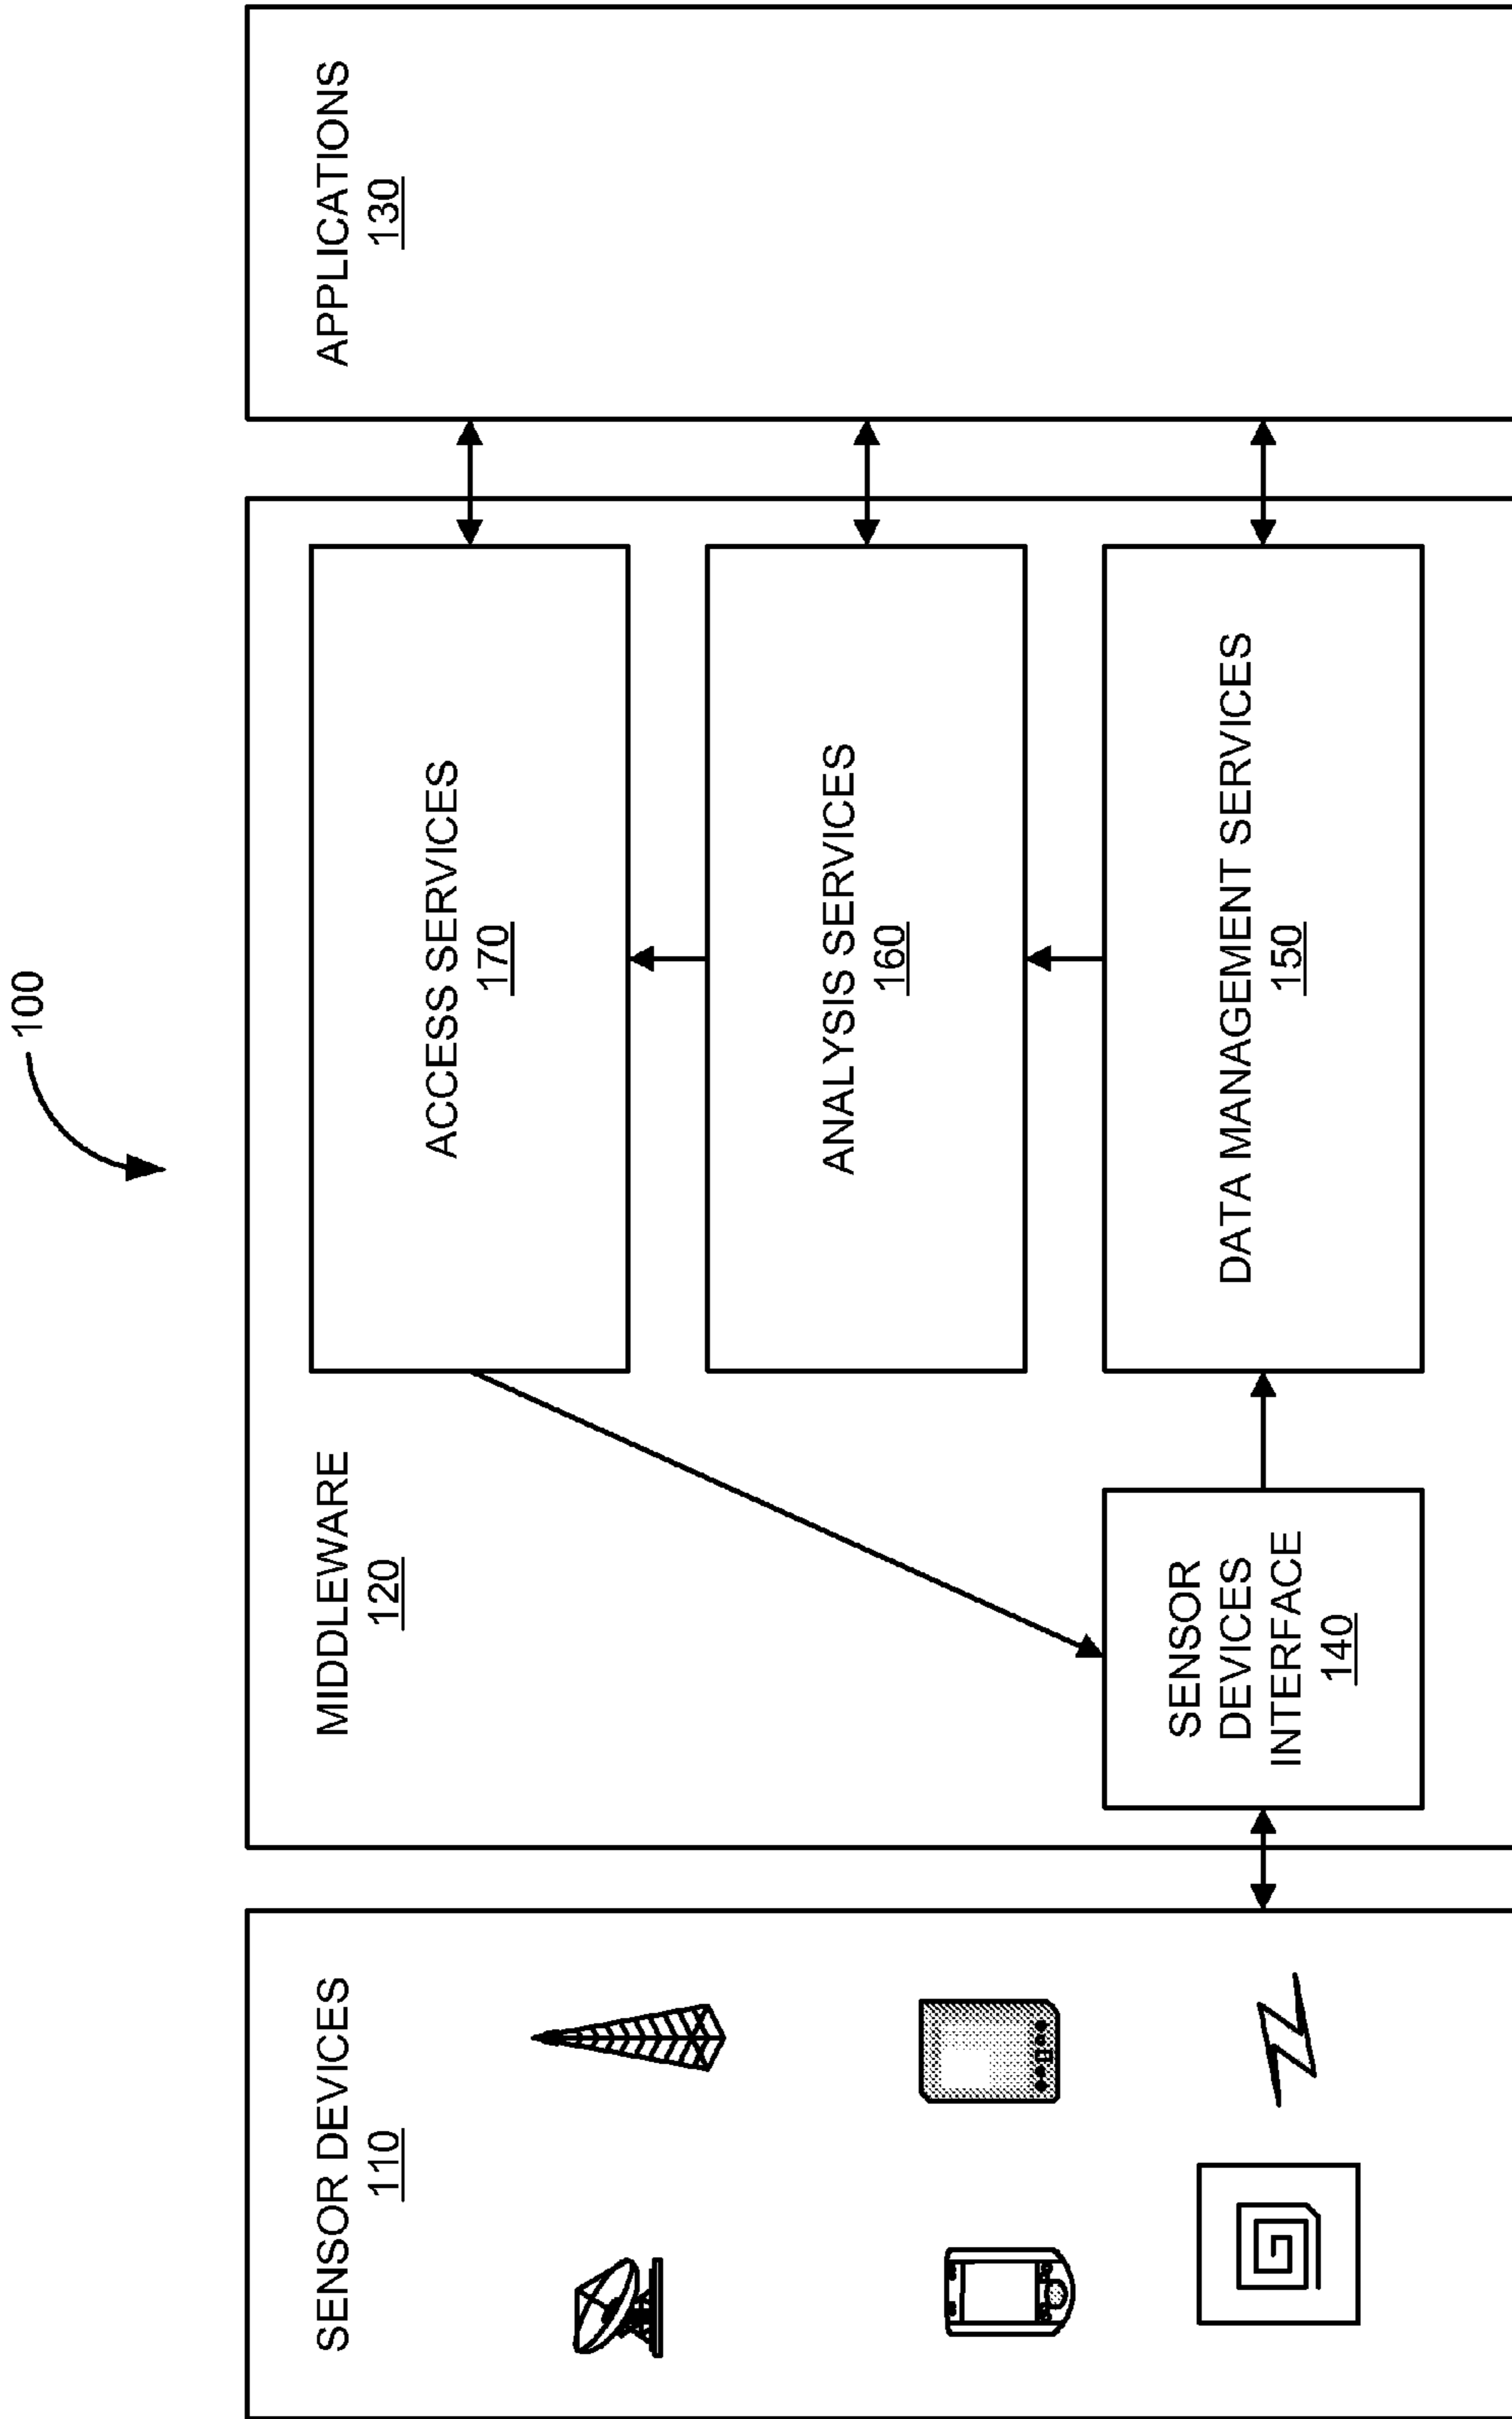 100
SENSOR DEVICES
110
MIDDLEWARE
120
ACCESS SERVICES
170
ANALYSIS SERVICES
160
DATA MANAGEMENT SERVICES
150
SENSOR
DEVICES
INTERFACE
140
APPLICATIONS
130